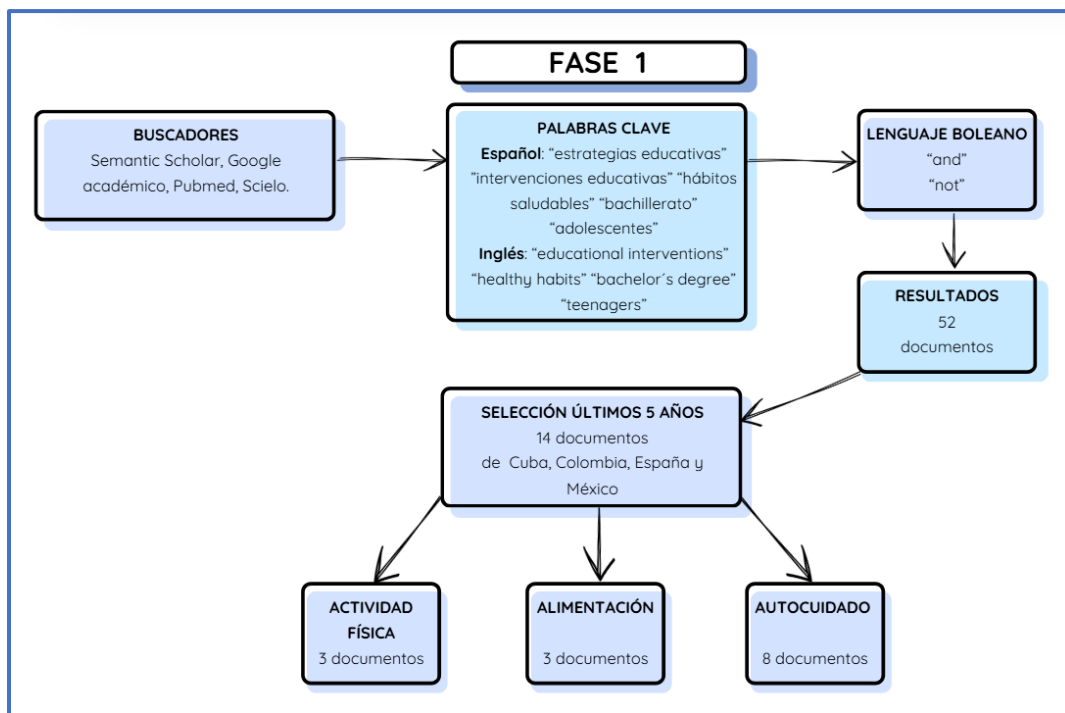 FASE 1
BUSCADORES
Semantic Scholar, Google
académico, Pubmed, Scielo.
PALABRAS CLAVE
Español: “estrategias educativas”
”intervenciones educativas” “hábitos
saludables” “bachillerato”
“adolescentes”
Inglés: “educational interventions”
“healthy habits” “bachelor´s degree”
“teenagers”
LENGUAJE BOLEANO
“and”
“not”
RESULTADOS
52
documentos
SELECCIÓN ÚLTIMOS 5 AÑOS
14 documentos
de Cuba, Colombia, España y
México
ACTIVIDAD
FÍSICA
3 documentos
ALIMENTACIÓN
3 documentos
AUTOCUIDADO
8 documentos